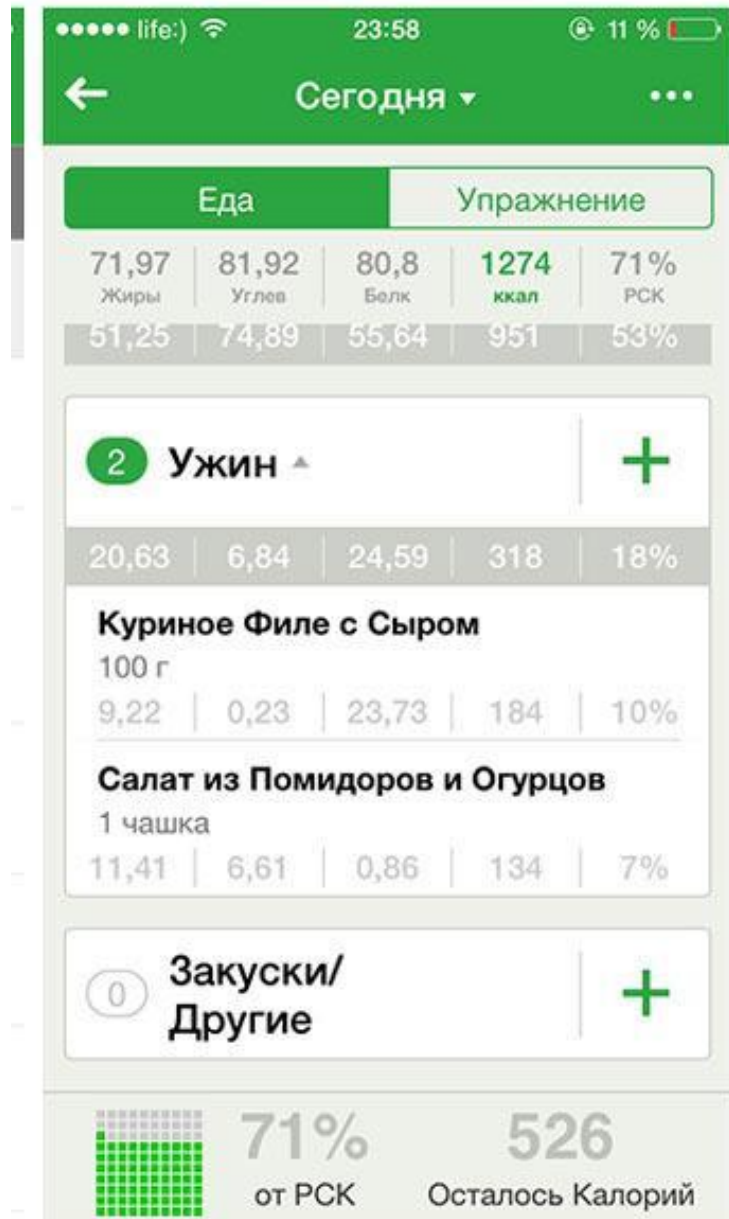 life:) 23:58 11 %
Сегодня
Еда Упражнение
71,97 81,92 80,8 1274 71%
Жиры Углев Белк ккал РСК
51,25 74,89 55,64 951 53%
2 Ужин
20,63 6,84 24,59 318 18%
Куриное Филе с Сыром
100 г
9,22 0,23 23,73 184 10%
Салат из Помидоров и Огурцов
1 чашка
11,41 6,61 0,86 134 7%
0 Закуски/
Другие
71% 526
от РСК Осталось Калорий